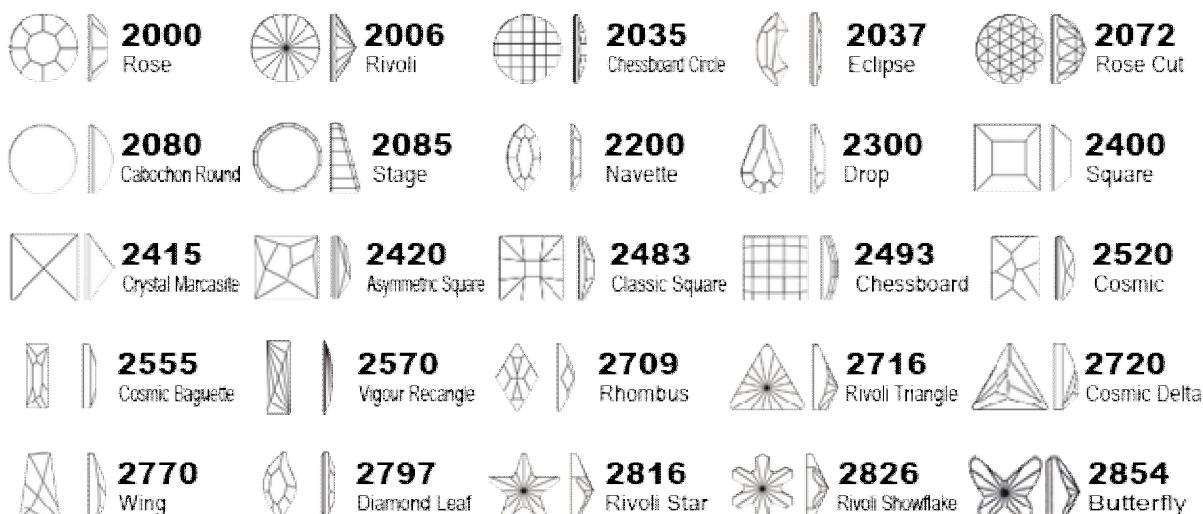 2000
Rose
2006
Rivoli
2035
Chessboard Circle
2037
Eclipse
2072
Rose Cut
2080
Cabochon Round
2085
Stage
2200
Navette
2300
Drop
2400
Square
2415
Crystal Marcasite
2420
Asymmetric Square
2483
Classic Square
2493
Chessboard
2520
Cosmic
2555
Cosmic Baguette
2570
Vigour Recangle
2709
Rhombus
2716
Rivoli Triangle
2720
Cosmic Delta
2770
Wing
2797
Diamond Leaf
2816
Rivoli Star
2826
Rivoli Showflake
2854
Butterfly